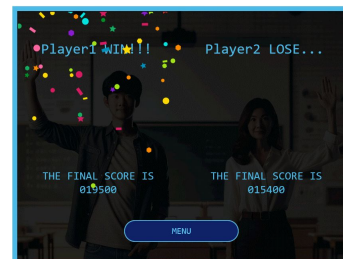 Player1 WIN!!!
Player2 LOSE...
THE FINAL SCORE IS
019500
THE FINAL SCORE IS
015400
MENU